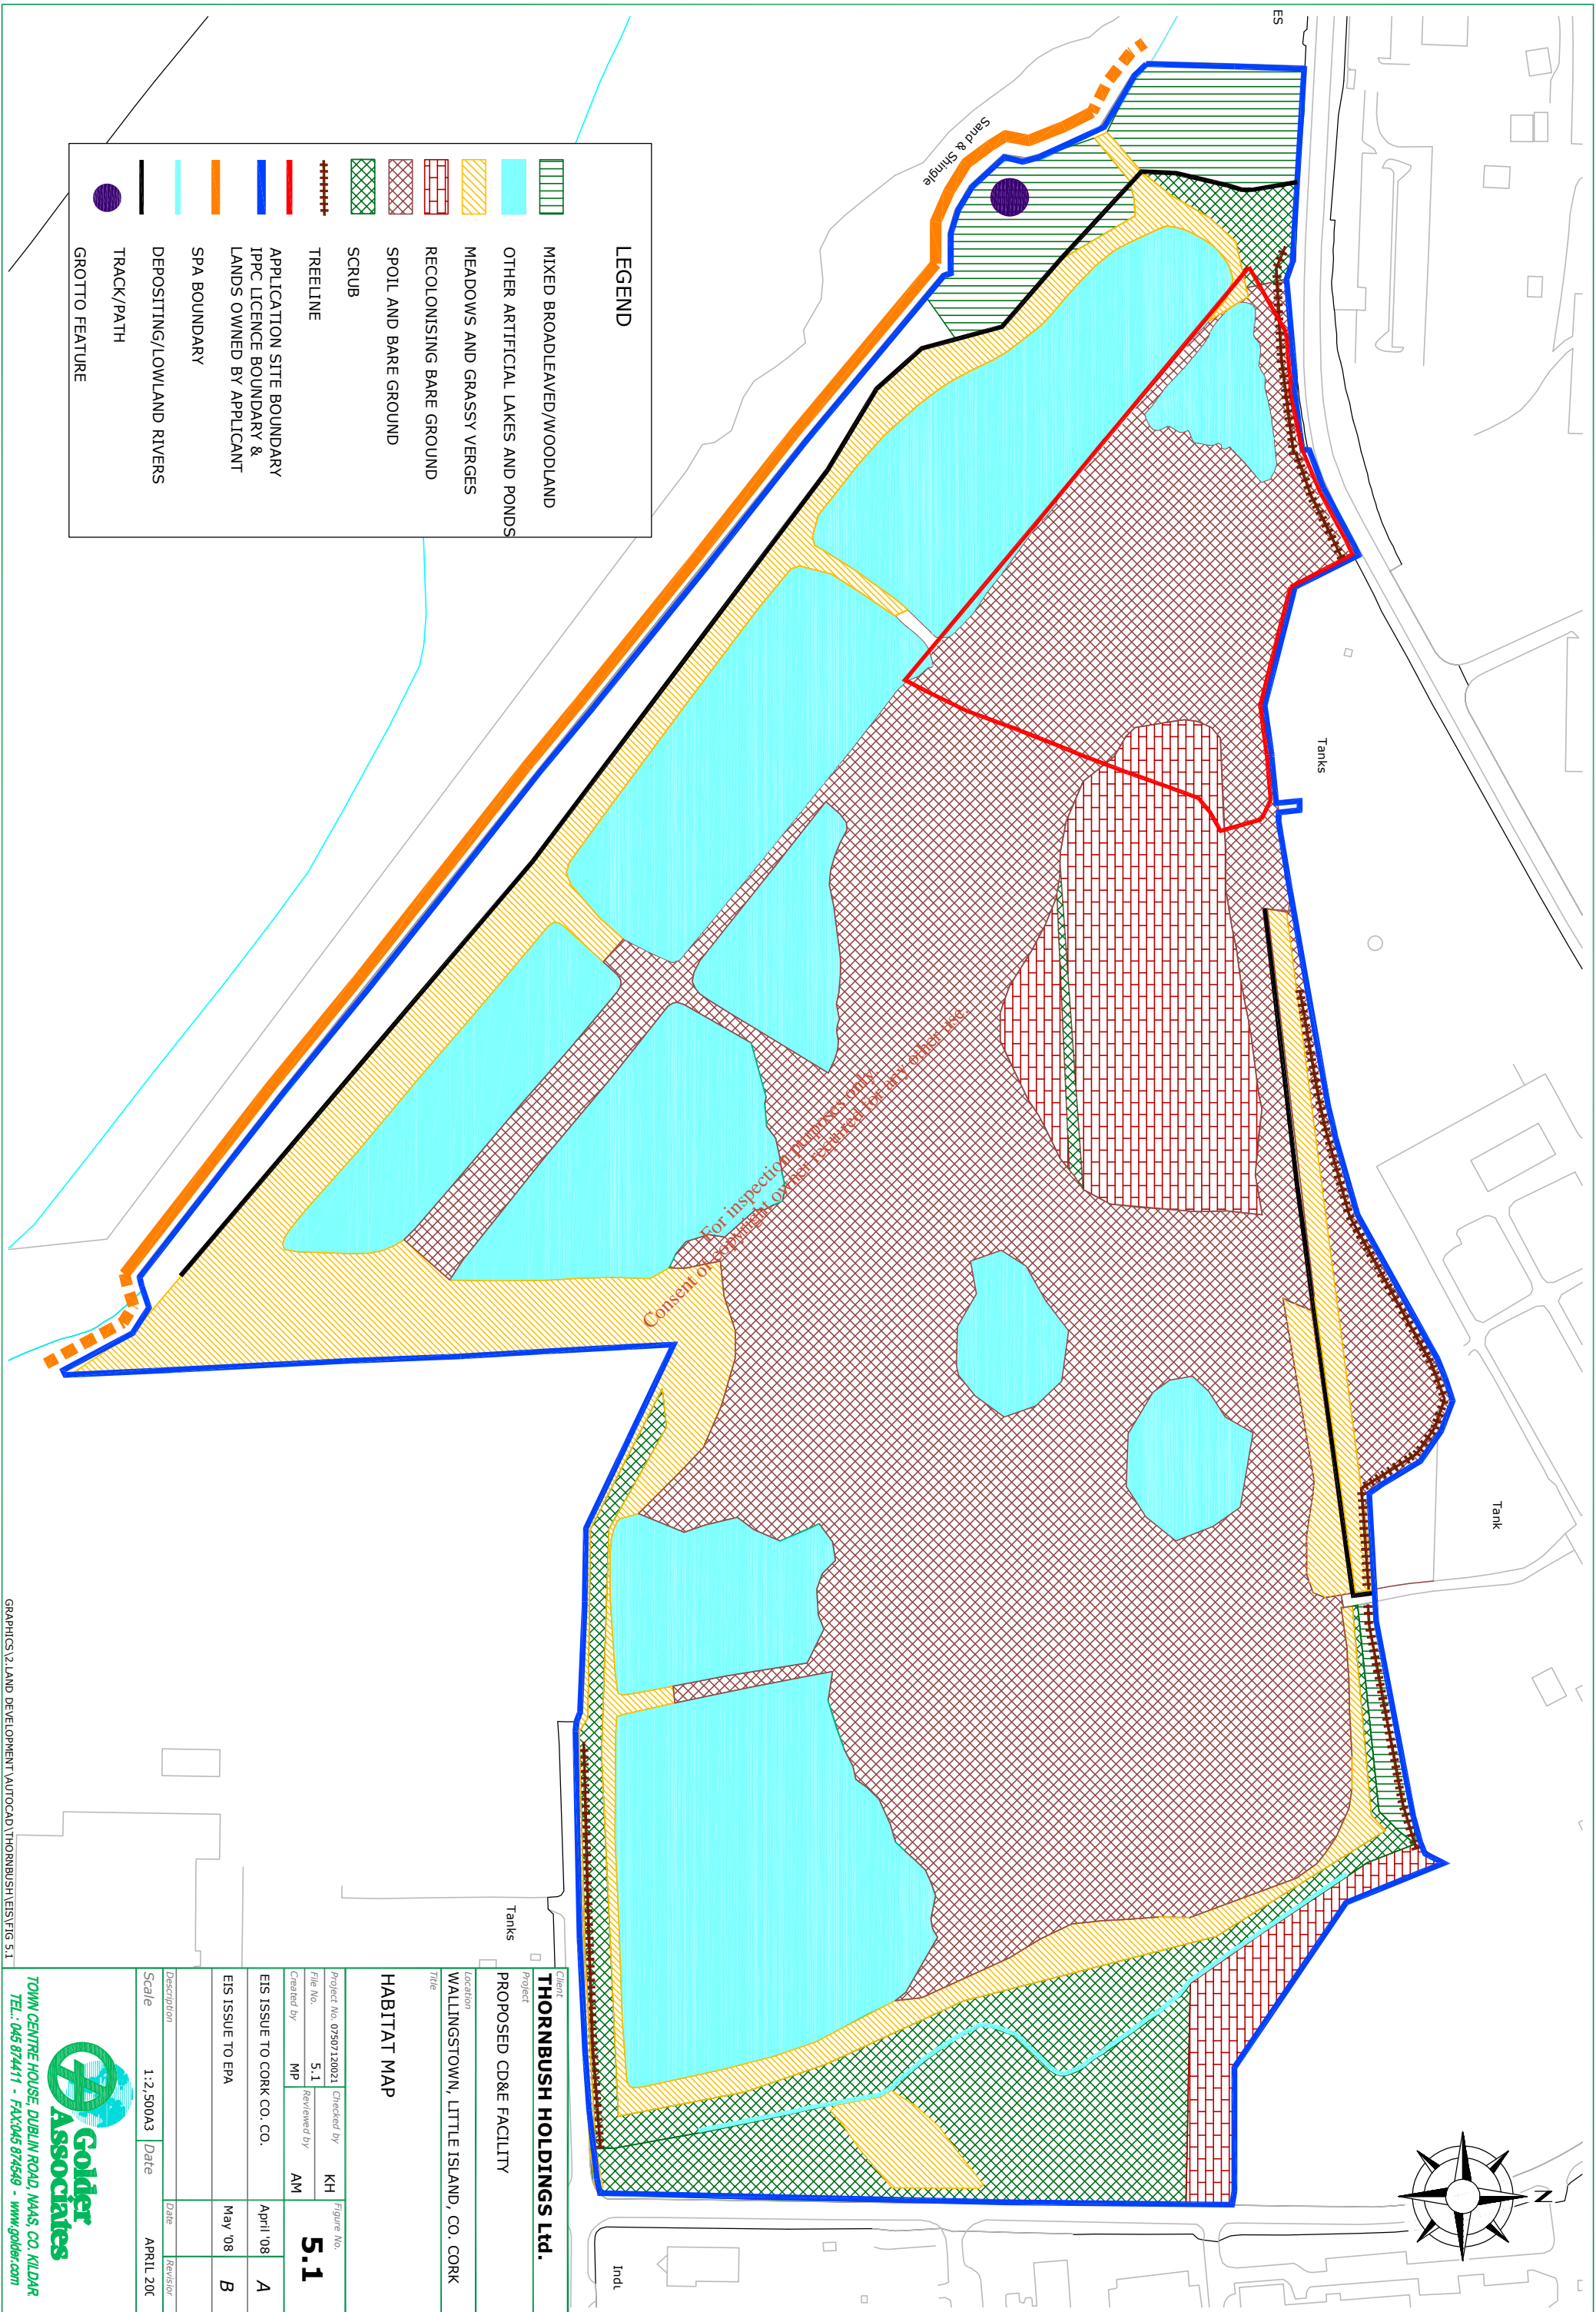 ES
Sand & Shingle
Tanks
Tank
Tanks
N
LEGEND
MIXED BROADLEAVED/WOODLAND
OTHER ARTIFICIAL LAKES AND PONDS
MEADOWS AND GRASSY VERGES
RECOLONISING BARE GROUND
SPOIL AND BARE GROUND
SCRUB
TREELINE
APPLICATION SITE BOUNDARY
IPPC LICENCE BOUNDARY &
LANDS OWNED BY APPLICANT
SPA BOUNDARY
DEPOSITING/LOWLAND RIVERS
TRACK/PATH
GROTTO FEATURE
For inspection purposes only.
Consent of copyright owner required for any other use.
Client
THORNBUSH HOLDINGS Ltd.
Project
PROPOSED CD&E FACILITY
Location
WALLINGSTOWN, LITTLE ISLAND, CO. CORK
Title
HABITAT MAP
Project No. 07507120021
Checked by KH
Figure No.
5.1
File No. 5.1
Created by MP
Reviewed by AM
EIS ISSUE TO CORK CO. CO. April '08 A
EIS ISSUE TO EPA May '08 B
Description Date Revision
Scale 1:2,500A3 Date APRIL 200
Golder
Associates
TOWN CENTRE HOUSE, DUBLIN ROAD, NAAS, CO. KILDAR
TEL.: 045 874411 - FAX:045 874549 - www.golder.com
GRAPHICS\2.LAND DEVELOPMENT\AUTOCAD\THORNBUSH\EIS\FIG 5.1